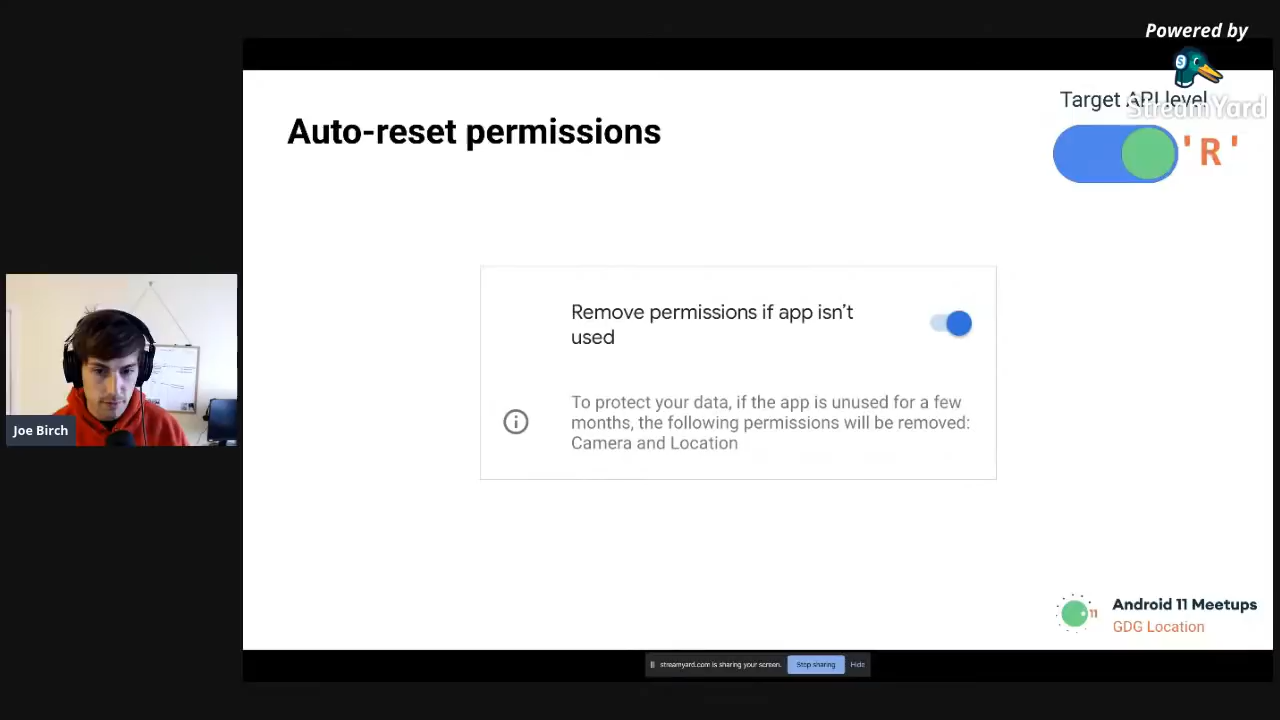 Powered by
StreamYard
Target API level
'R'
Auto-reset permissions
Remove permissions if app isn't
used
To protect your data, if the app is unused for a few
months, the following permissions will be removed:
Camera and Location
Joe Birch
11
Android 11 Meetups
GDG Location
streamyard.com is sharing your screen.
Stop sharing
Hide